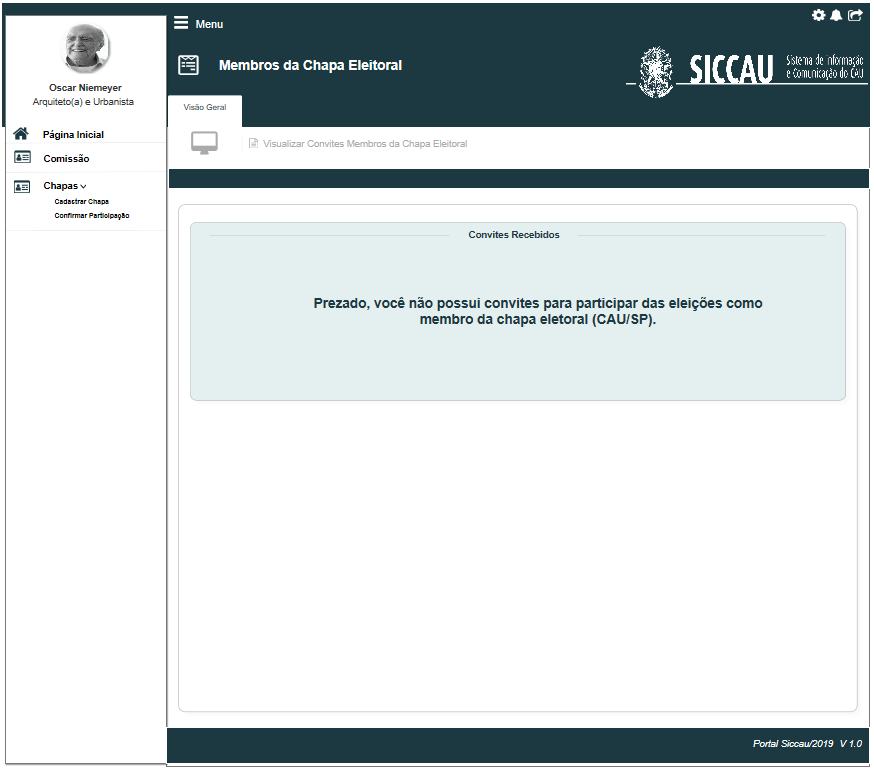 Menu
Membros da Chapa Eleitoral
SICCAU
Sistema de Informação
e Comunicação do CAU
Oscar Niemeyer
Arquiteto(a) e Urbanista
Página Inicial
Comissão
Chapas
Cadastrar Chapa
Confirmar Participação
Visão Geral
Visualizar Convites Membros da Chapa Eleitoral
Convites Recebidos
Prezado, você não possui convites para participar das eleições como
membro da chapa eletoral (CAU/SP).
Portal Siccau/2019 V 1.0